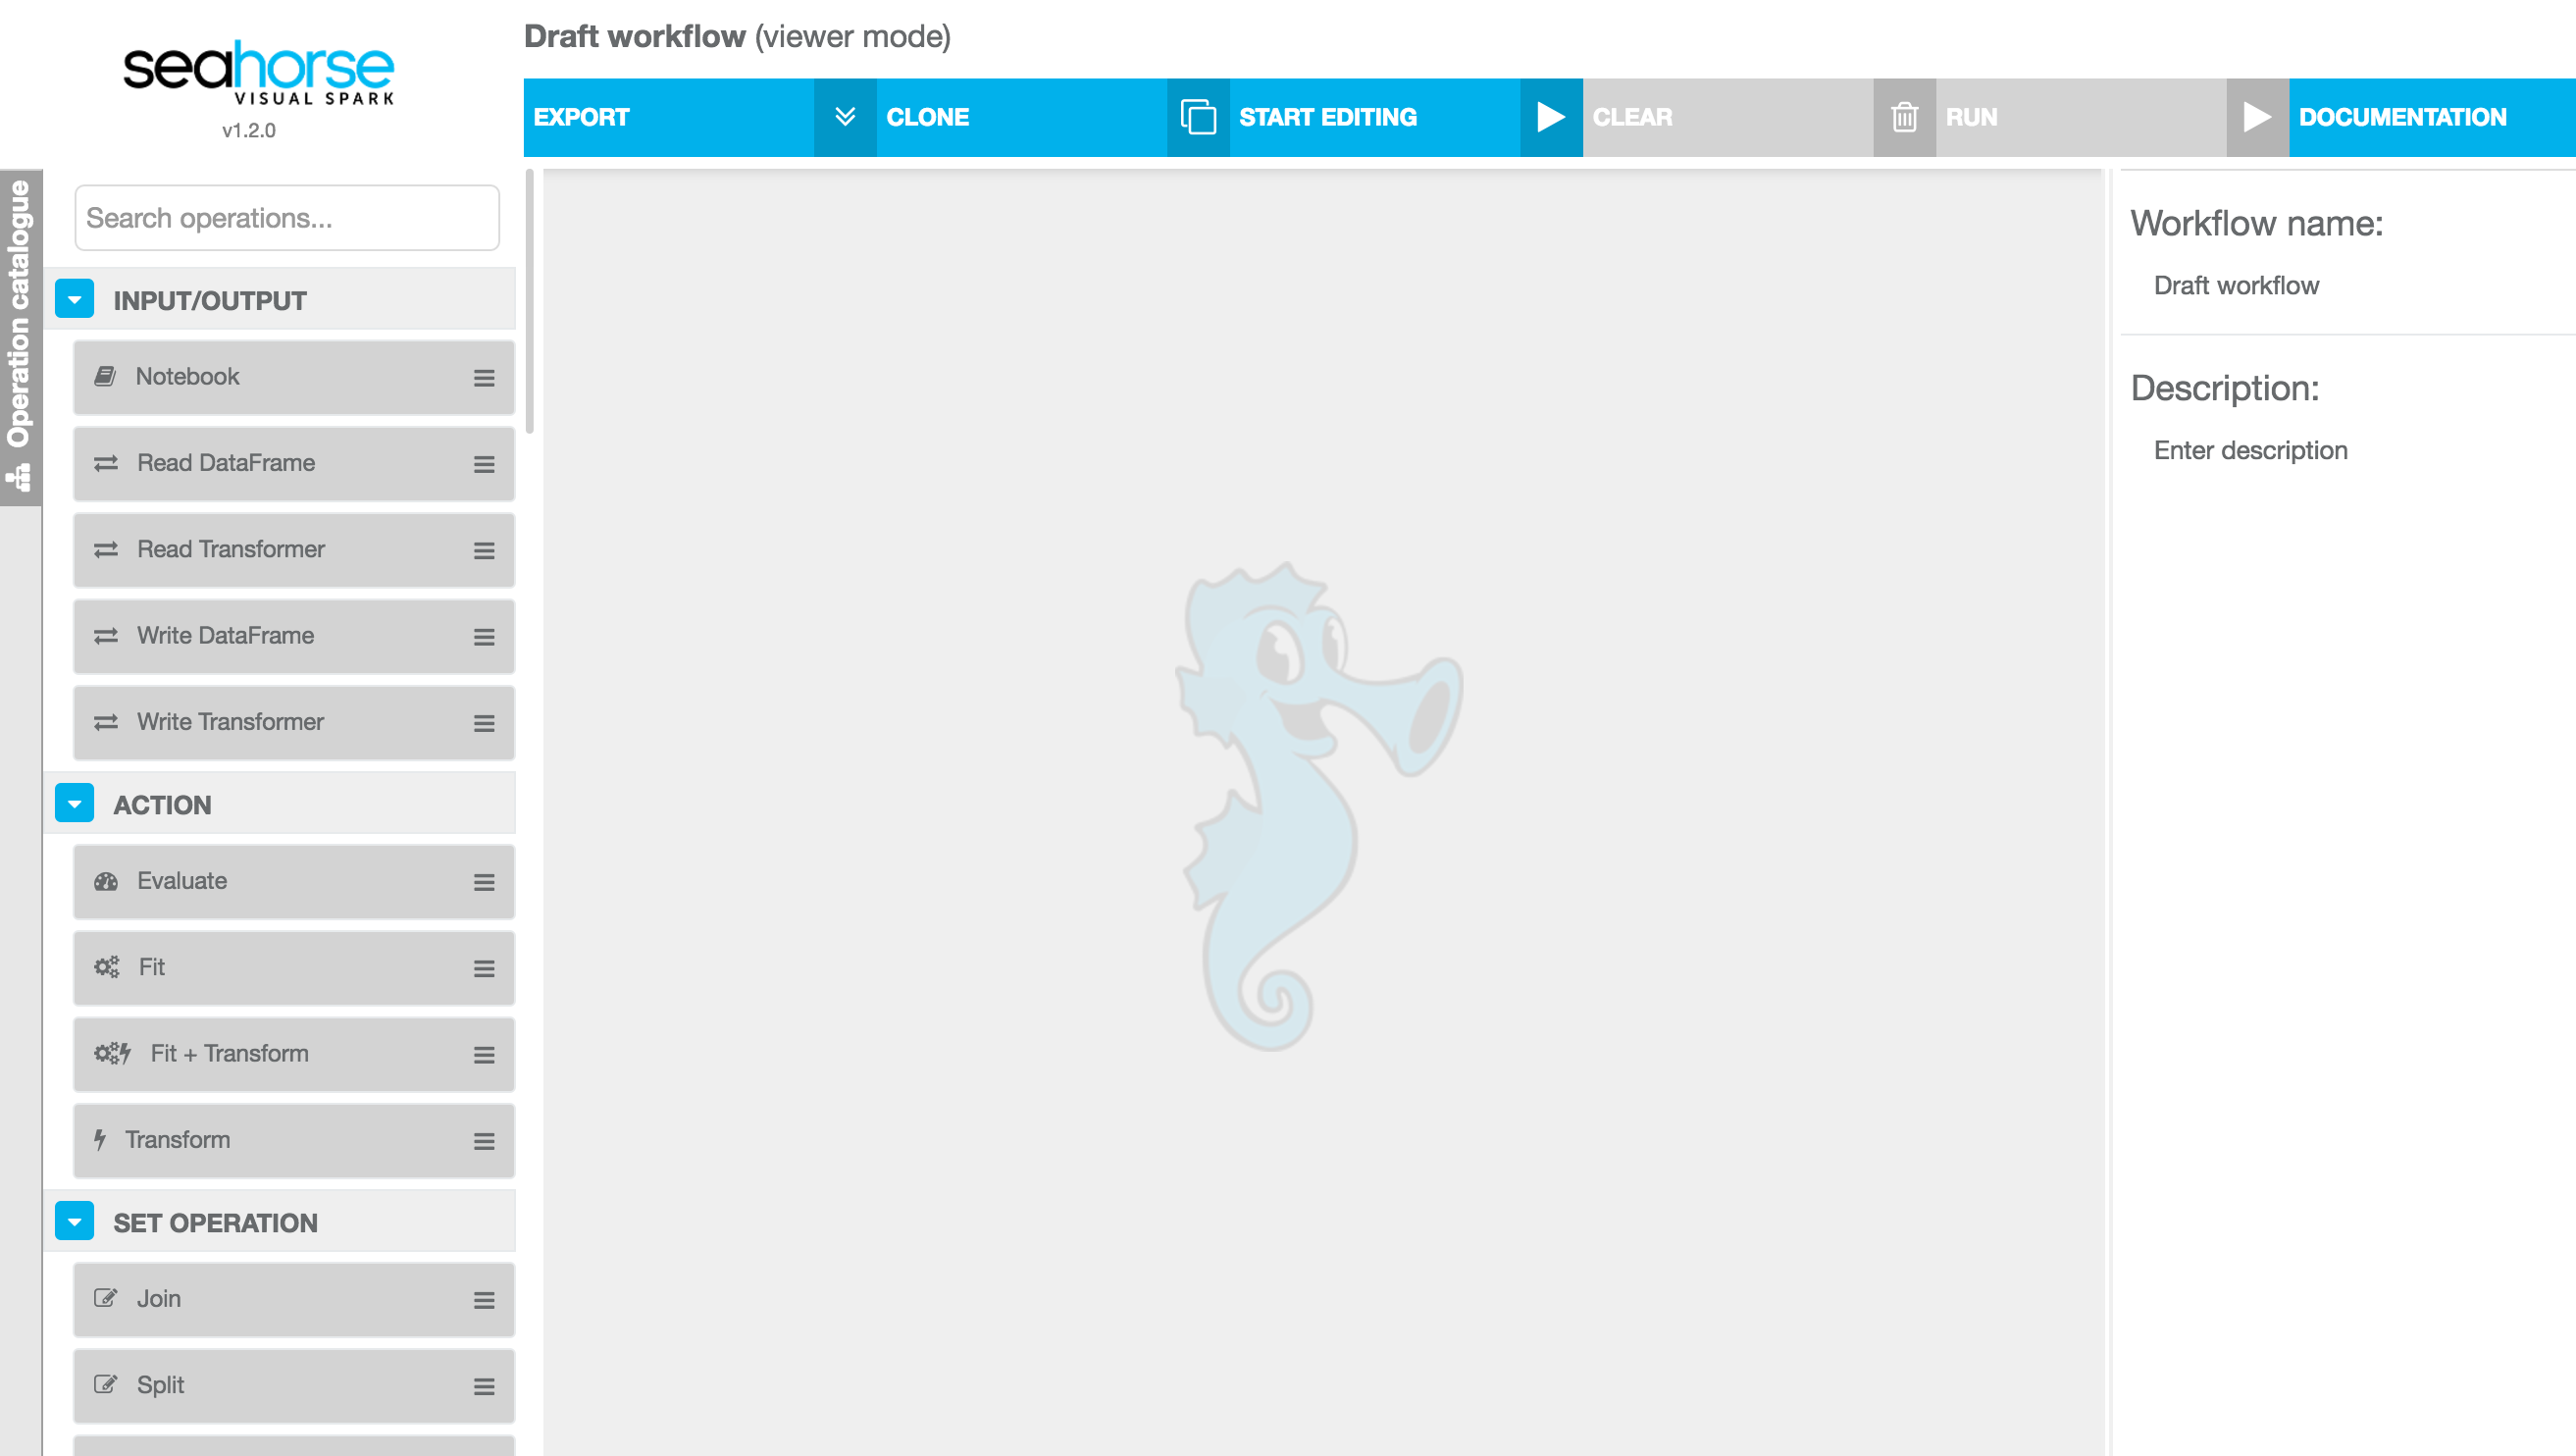 seahorse
VISUAL SPARK
v1.2.0
Draft workflow (viewer mode)
EXPORT
CLONE
START EDITING
CLEAR
RUN
DOCUMENTATION
Operation catalogue
Search operations...
INPUT/OUTPUT
Notebook
Read DataFrame
Read Transformer
Write DataFrame
Write Transformer
ACTION
Evaluate
Fit
Fit + Transform
Transform
SET OPERATION
Join
Split
Workflow name:
Draft workflow
Description:
Enter description